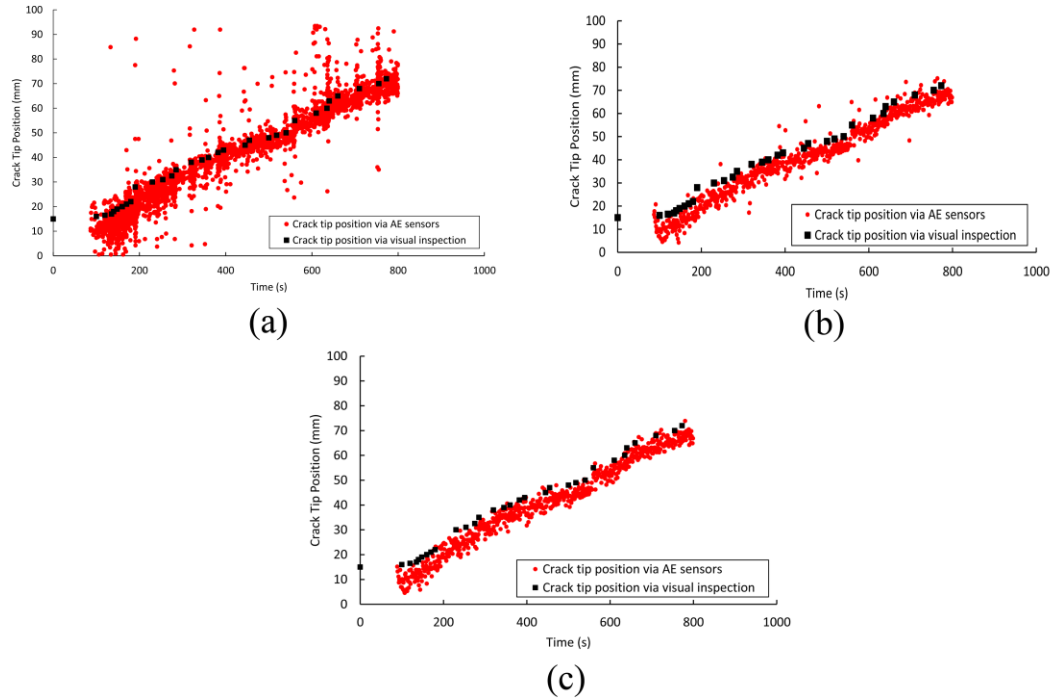 100
90
80
70
60
50
40
30
20
10
0
Crack Tip Position (mm)
Crack tip position via AE sensors
Crack tip position via visual inspection
0 200 400 600 800 1000
Time (s)
(a)
100
90
80
70
60
50
40
30
20
10
0
Crack Tip Position (mm)
Crack tip position via AE sensors
Crack tip position via visual inspection
0 200 400 600 800 1000
Time (s)
(b)
100
90
80
70
60
50
40
30
20
10
0
Crack Tip Position (mm)
Crack tip position via AE sensors
Crack tip position via visual inspection
0 200 400 600 800 1000
Time (s)
(c)